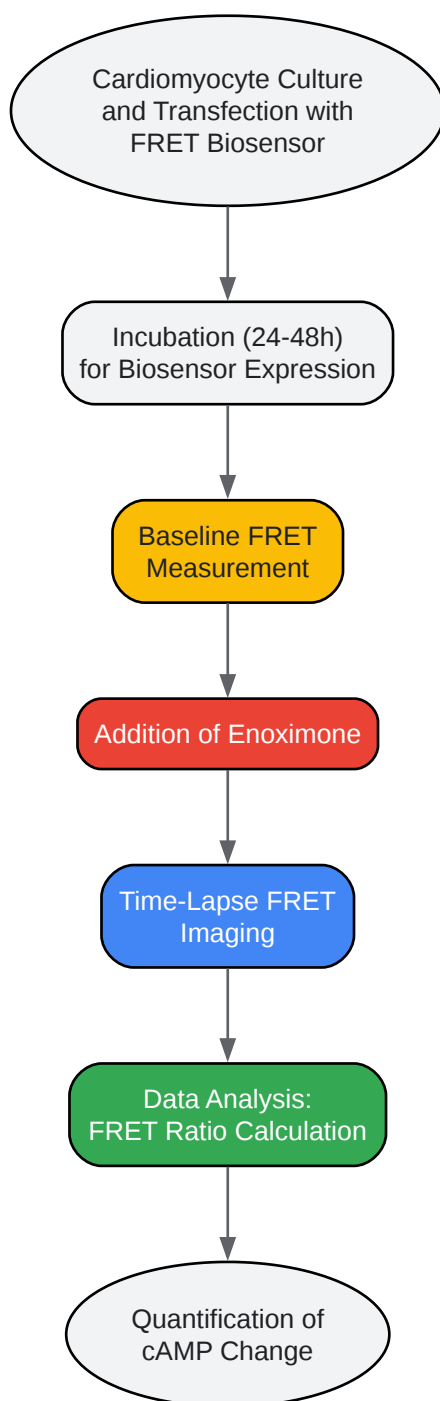 Cardiomyocyte Culture
and Transfection with
FRET Biosensor
Incubation (24-48h)
for Biosensor Expression
Baseline FRET
Measurement
Addition of Enoximone
Time-Lapse FRET
Imaging
Data Analysis:
FRET Ratio Calculation
Quantification of
cAMP Change